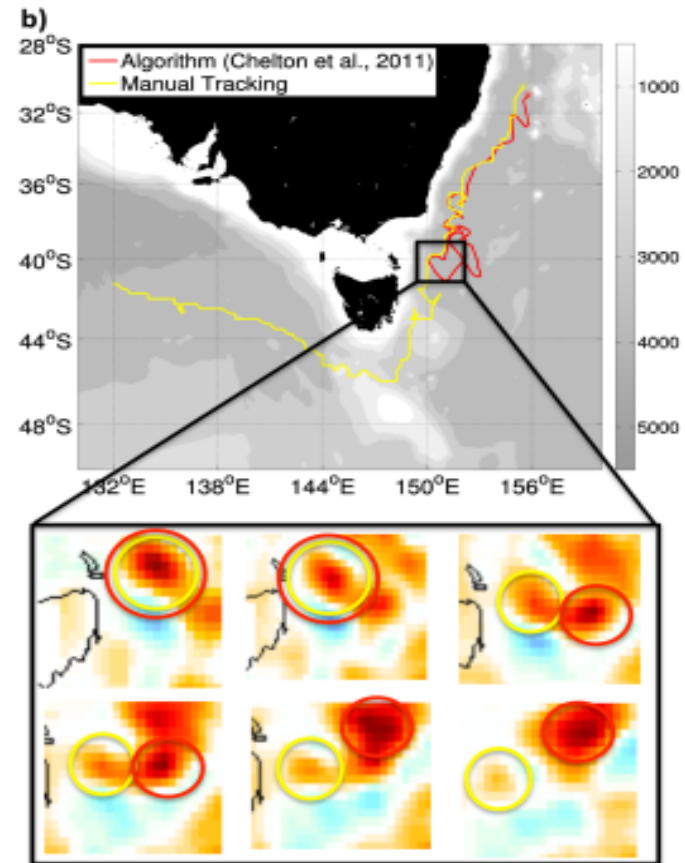 b)
28°S
Algorithm (Chelton et al., 2011)
Manual Tracking
1000
32°S
2000
36°S
3000
40°S
4000
44°S
5000
48°S
132°E 138°E 144°E 150°E 156°E